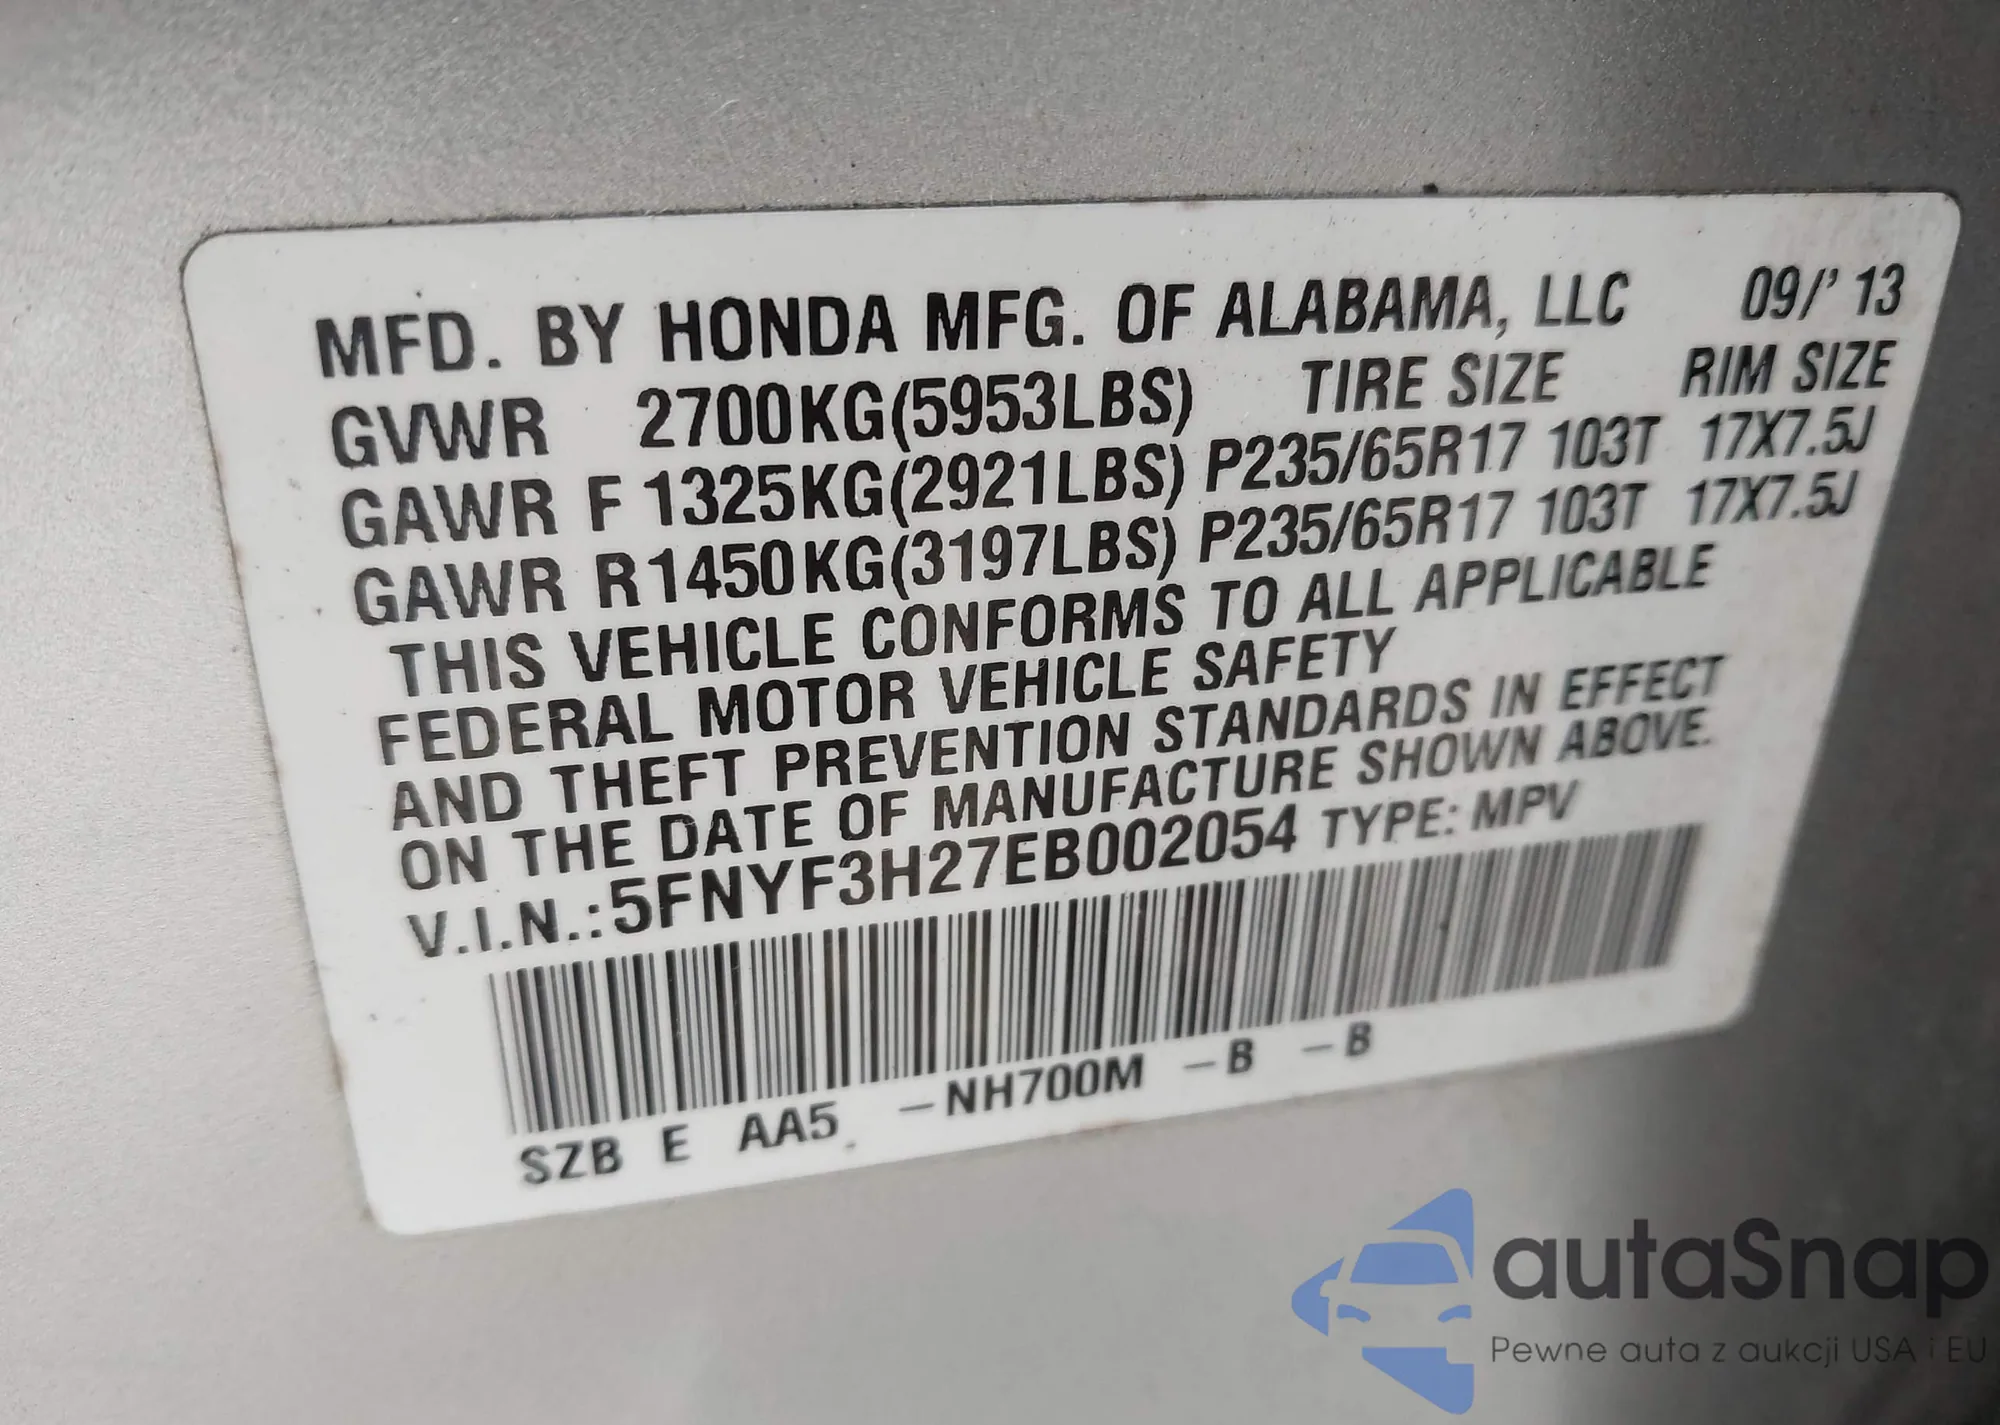 MFD. BY HONDA MFG. OF ALABAMA, LLC 09/'13
GVWR 2700KG(5953LBS) TIRE SIZE RIM SIZE
GAWR F 1325KG(2921LBS) P235/65R17 103T 17X7.5J
GAWR R1450KG(3197LBS) P235/65R17 103T 17X7.5J
THIS VEHICLE CONFORMS TO ALL APPLICABLE
FEDERAL MOTOR VEHICLE SAFETY
AND THEFT PREVENTION STANDARDS IN EFFECT
ON THE DATE OF MANUFACTURE SHOWN ABOVE.
V.I.N.:5FNYF3H27EB002054 TYPE: MPV
SZB E AA5 -NH700M -B -B
autaSnap
Pewne auta z aukcji USA i EU